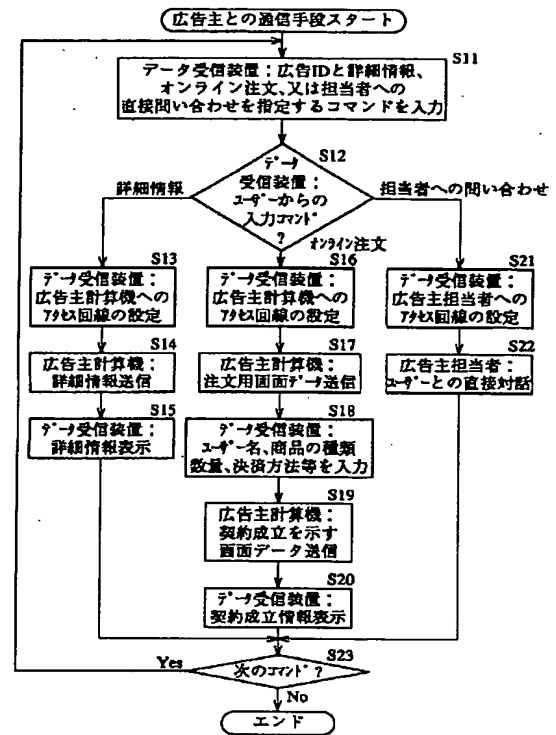 広告主との通信手段スタート
S11
データ受信装置：広告IDと詳細情報、
オンライン注文、又は担当者への
直接問い合わせを指定するコマンドを入力
S12
データ
受信装置：
ユーザーからの
入力コマンド
？
詳細情報
オンライン注文
担当者への問い合わせ
S13
データ受信装置：
広告主計算機への
アクセス回線の設定
S14
広告主計算機：
詳細情報送信
S15
データ受信装置：
詳細情報表示
S16
データ受信装置：
広告主計算機への
アクセス回線の設定
S17
広告主計算機：
注文用画面データ送信
S18
データ受信装置：
ユーザー名、商品の種類
数量、決済方法等を入力
S19
広告主計算機：
契約成立を示す
画面データ送信
S20
データ受信装置：
契約成立情報表示
S21
データ受信装置：
広告主担当者への
アクセス回線の設定
S22
広告主担当者：
ユーザーとの直接対話
S23
次のコマンド？
Yes
No
エンド